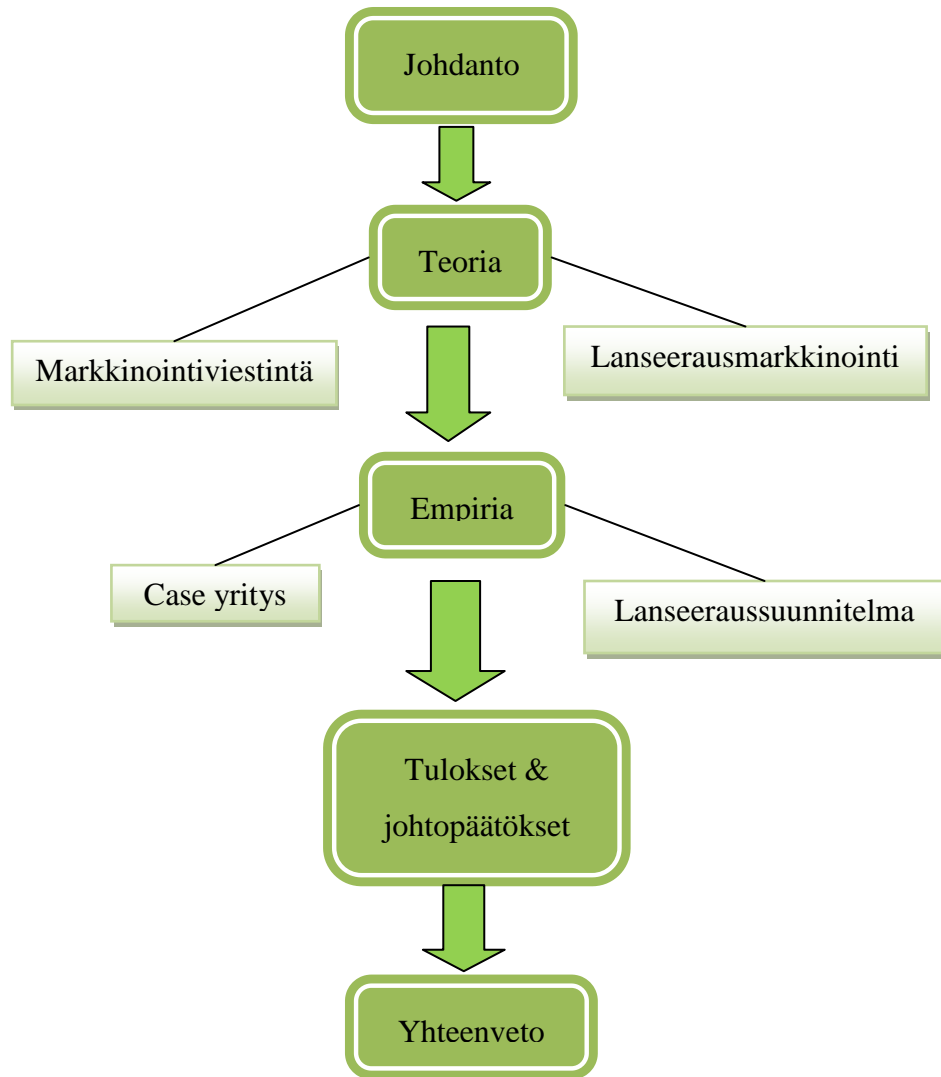 Johdanto
Teoria
Markkinointiviestintä
Lanseerausmarkkinointi
Empiria
Case yritys
Lanseeraussuunnitelma
Tulokset &
johtopäätökset
Yhteenveto